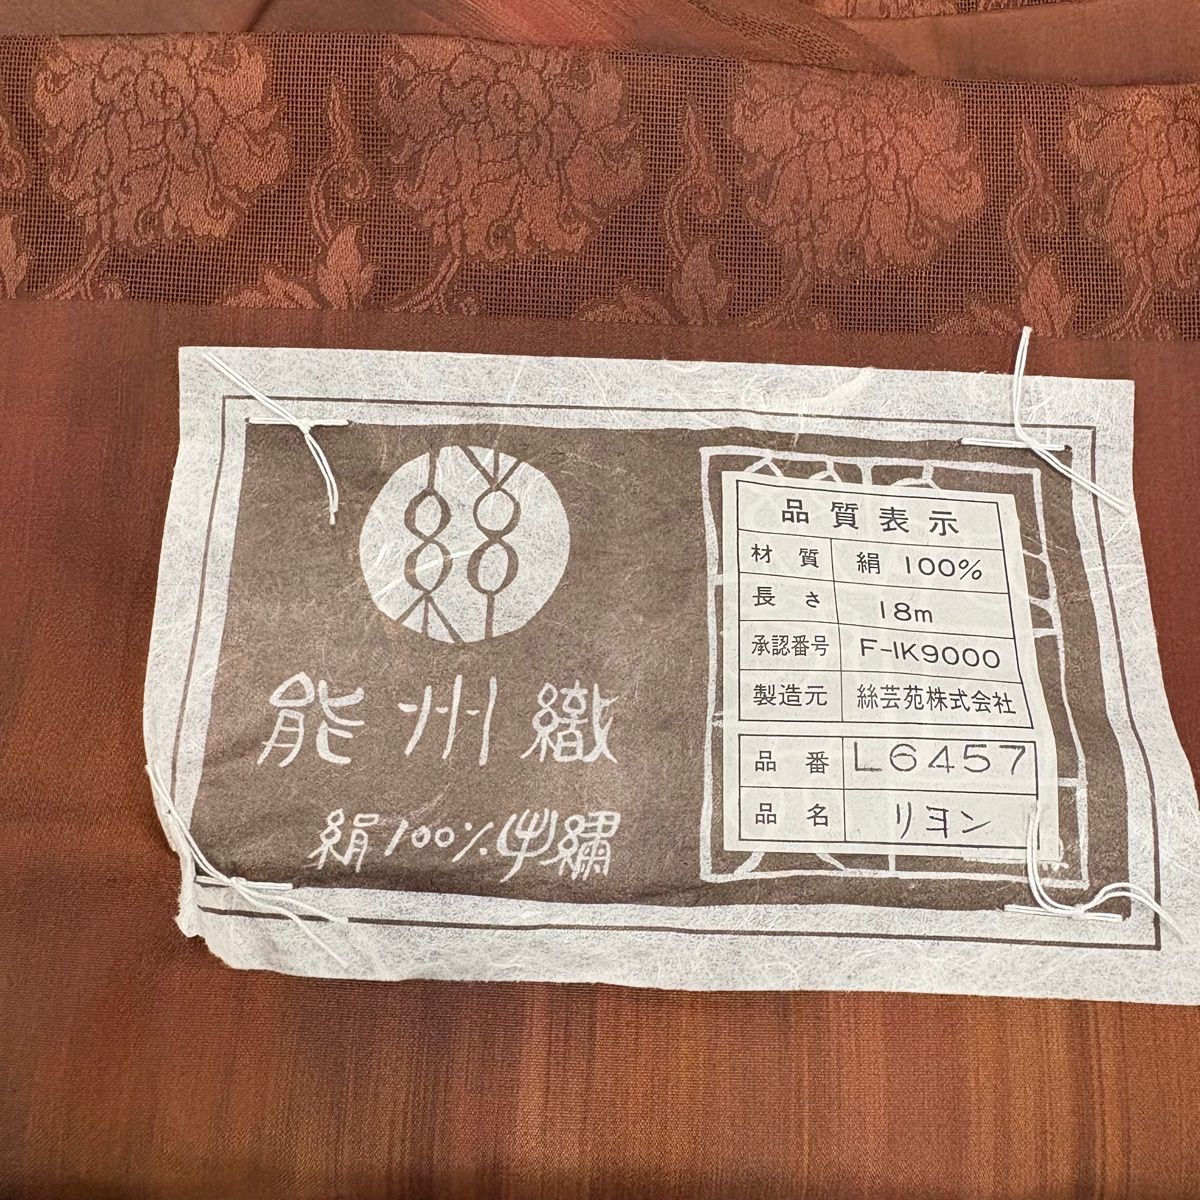 能州織
絹100%手繍
品質表示
材質 絹 100%
長さ 18m
承認番号 F-IK9000
製造元 絲芸苑株式会社
品番 L6457
品名 リヨン